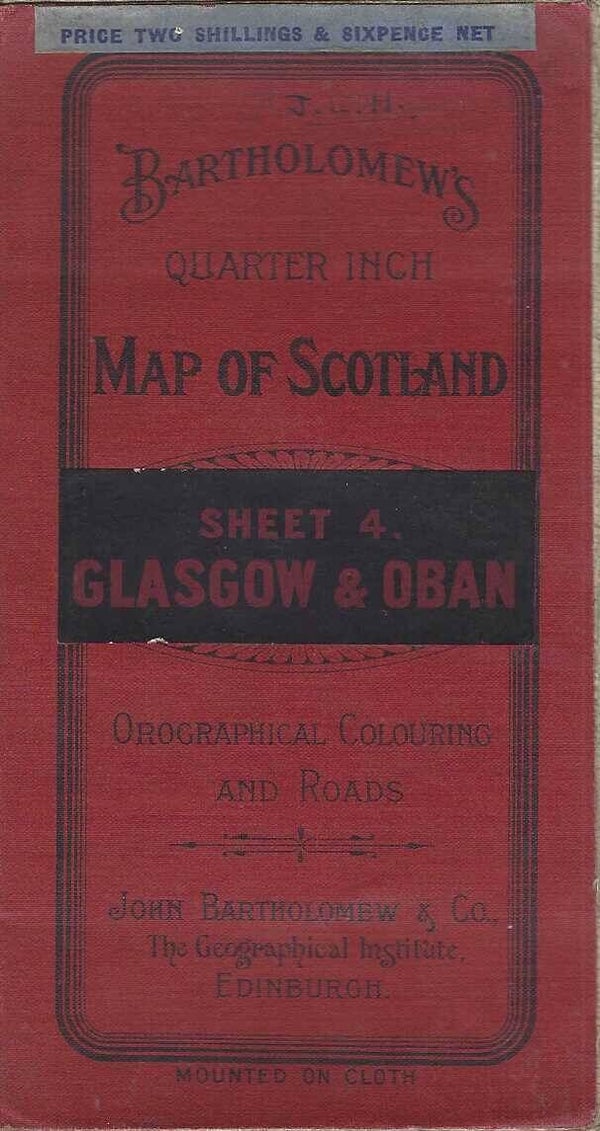 PRICE TWO SHILLINGS & SIXPENCE NET
BARTHOLOMEW'S
QUARTER INCH
MAP OF SCOTLAND
SHEET 4.
GLASGOW & OBAN
OROGRAPHICAL COLOURING
AND ROADS
JOHN BARTHOLOMEW & CO.,
The Geographical Institute,
EDINBURGH.
MOUNTED ON CLOTH